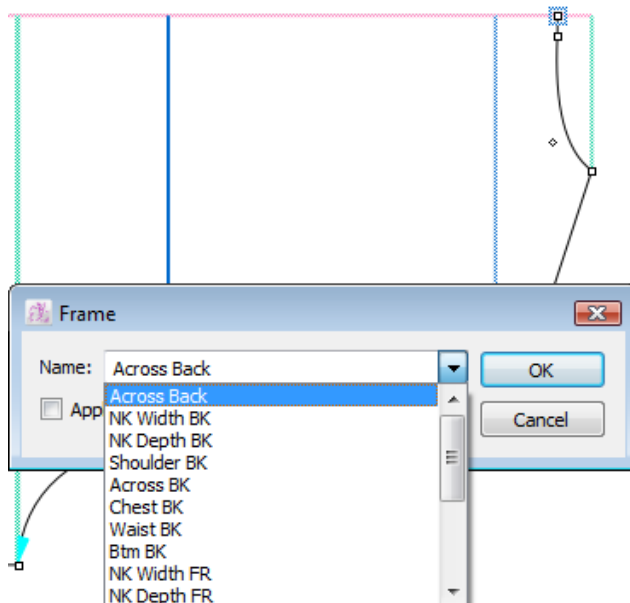 Frame
Name: Across Back
OK
App
Cancel
Across Back
NK Width BK
NK Depth BK
Shoulder BK
Across BK
Chest BK
Waist BK
Btm BK
NK Width FR
NK Depth FR